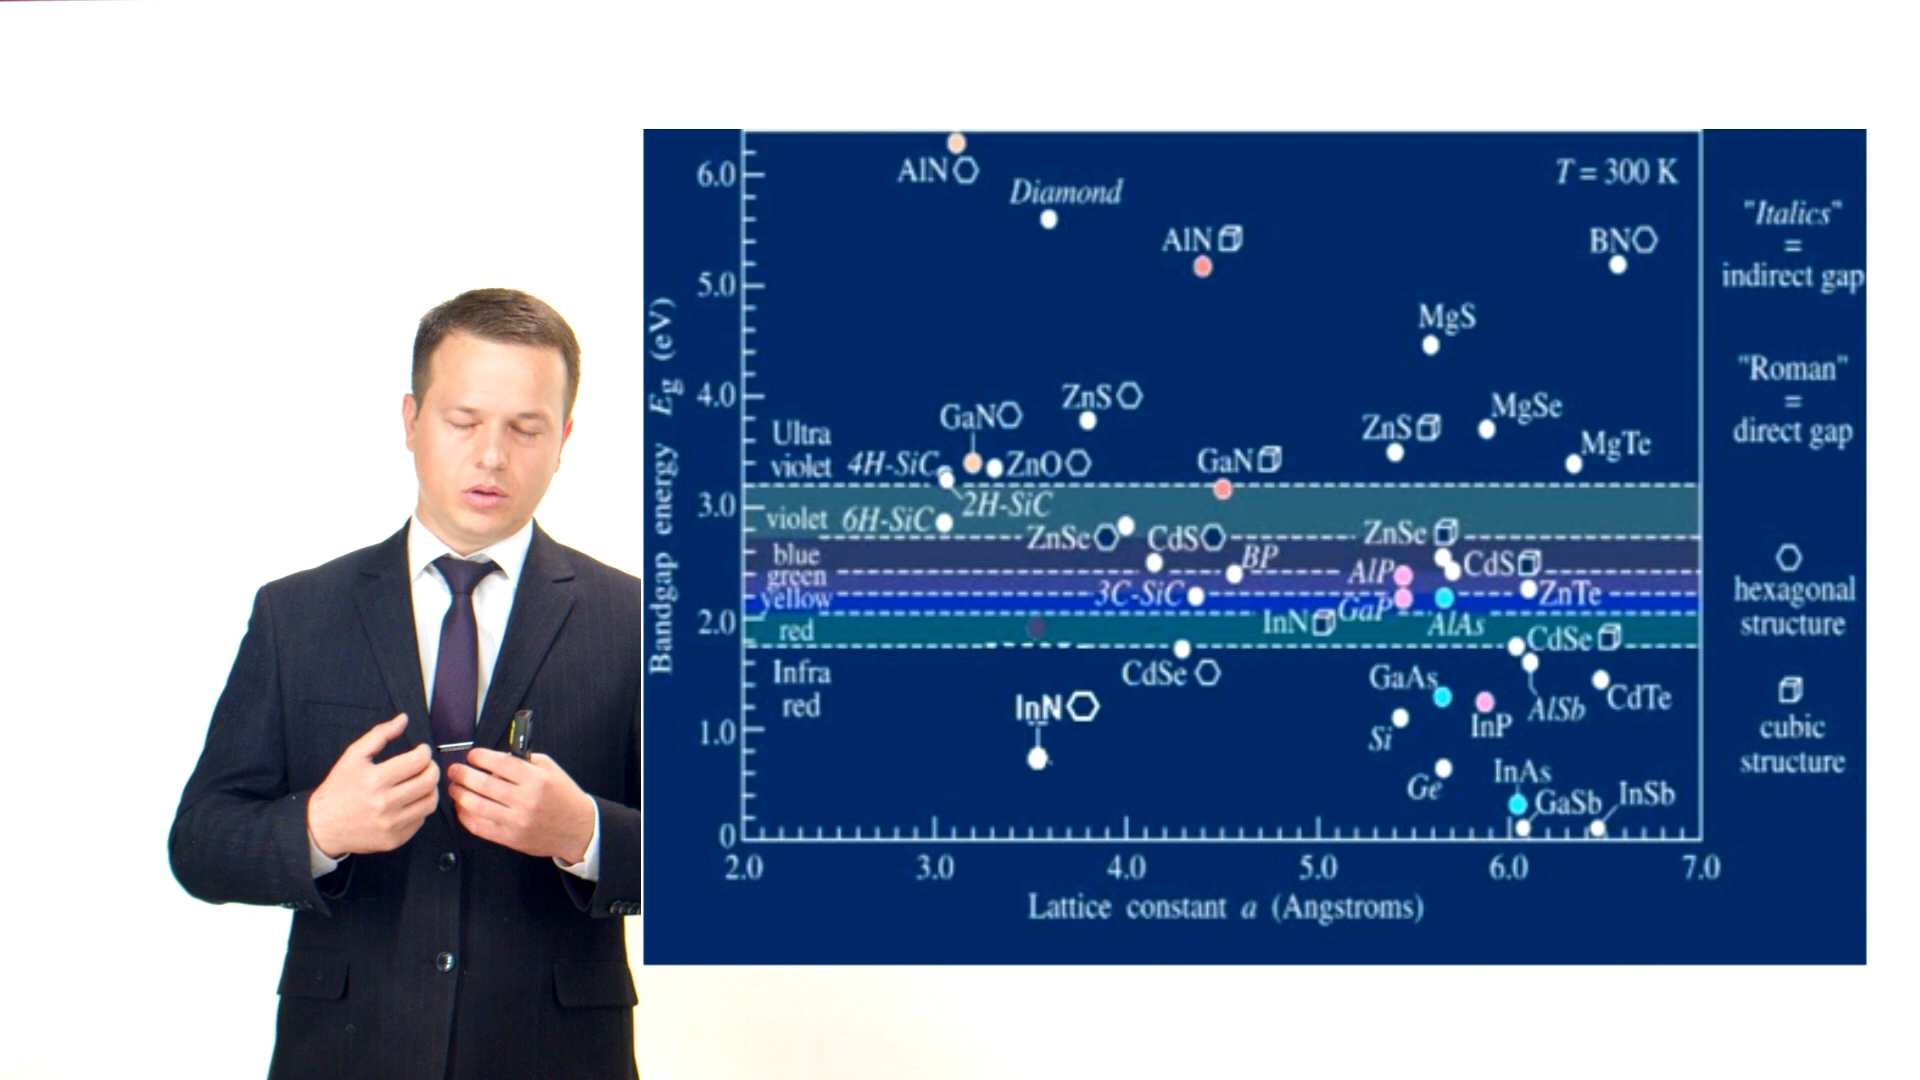 6.0
5.0
4.0
3.0
2.0
1.0
0
Bandgap energy Eg (eV)
2.0 3.0 4.0 5.0 6.0 7.0
Lattice constant a (Angstroms)
T = 300 K
AlN
Diamond
AlN
BN
MgS
ZnS
GaN
MgSe
ZnS
MgTe
Ultra
violet
4H-SiC
ZnO
GaN
2H-SiC
violet
6H-SiC
ZnSe
CdS
ZnSe
blue
BP
CdS
green
AlP
3C-SiC
ZnTe
yellow
GaP
InN
AlAs
red
CdSe
Infra
red
CdSe
GaAs
CdTe
InN
AlSb
Si
InP
InAs
Ge
GaSb
InSb
"Italics"
=
indirect gap
"Roman"
=
direct gap
hexagonal
structure
cubic
structure